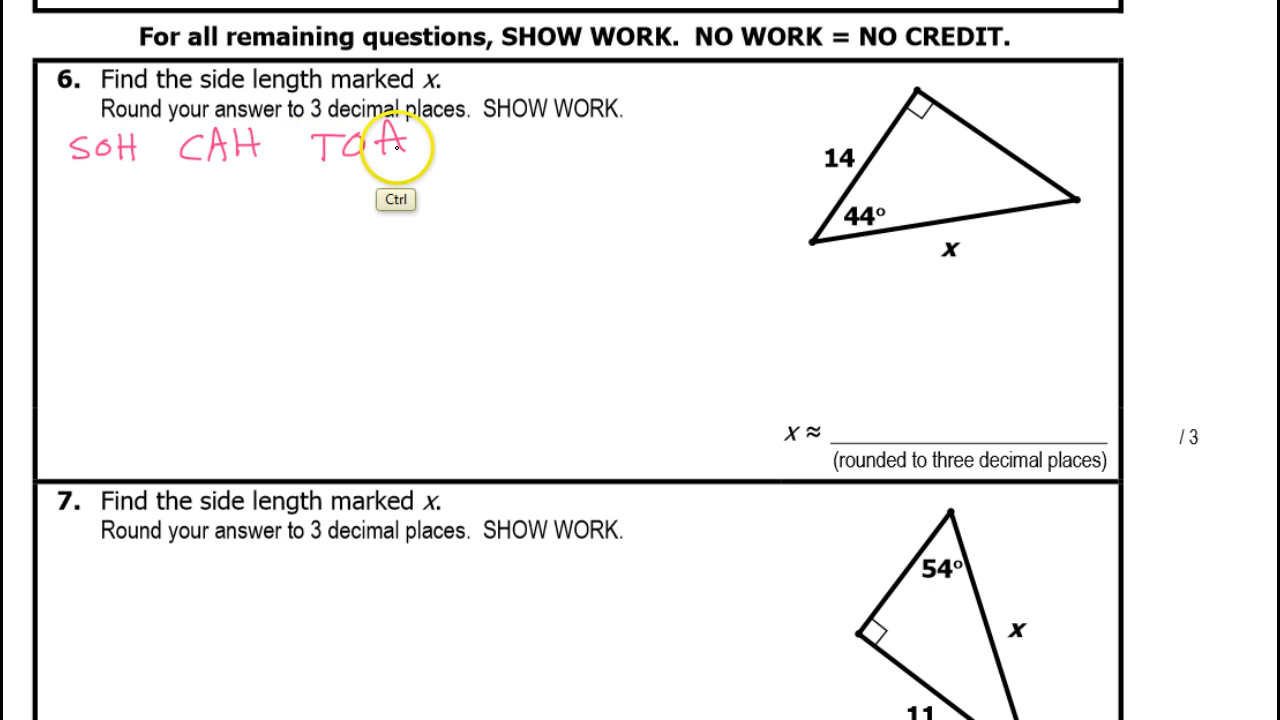 For all remaining questions, SHOW WORK. NO WORK = NO CREDIT.
6. Find the side length marked x.
Round your answer to 3 decimal places. SHOW WORK.
SOH CAH TOA
Ctrl
14
44°
x
x ≈ 
(rounded to three decimal places)
/ 3
7. Find the side length marked x.
Round your answer to 3 decimal places. SHOW WORK.
54°
x
11